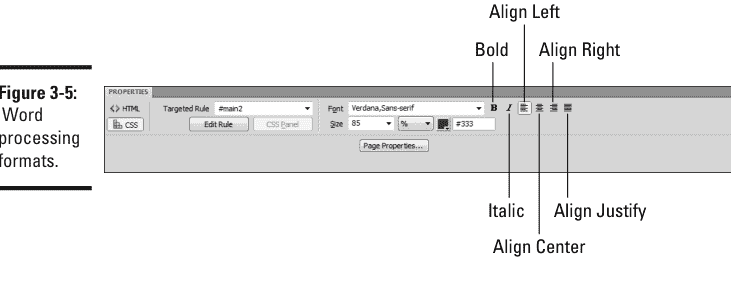 Align Left
Bold Align Right
Figure 3-5:
Word
processing
formats.
PROPERTIES
<> HTML Targeted Rule #main2 Font Verdana,Sans-serif B I
CSS Edit Rule CSS Panel Size 85 % #333
Page Properties...
Italic Align Justify
Align Center